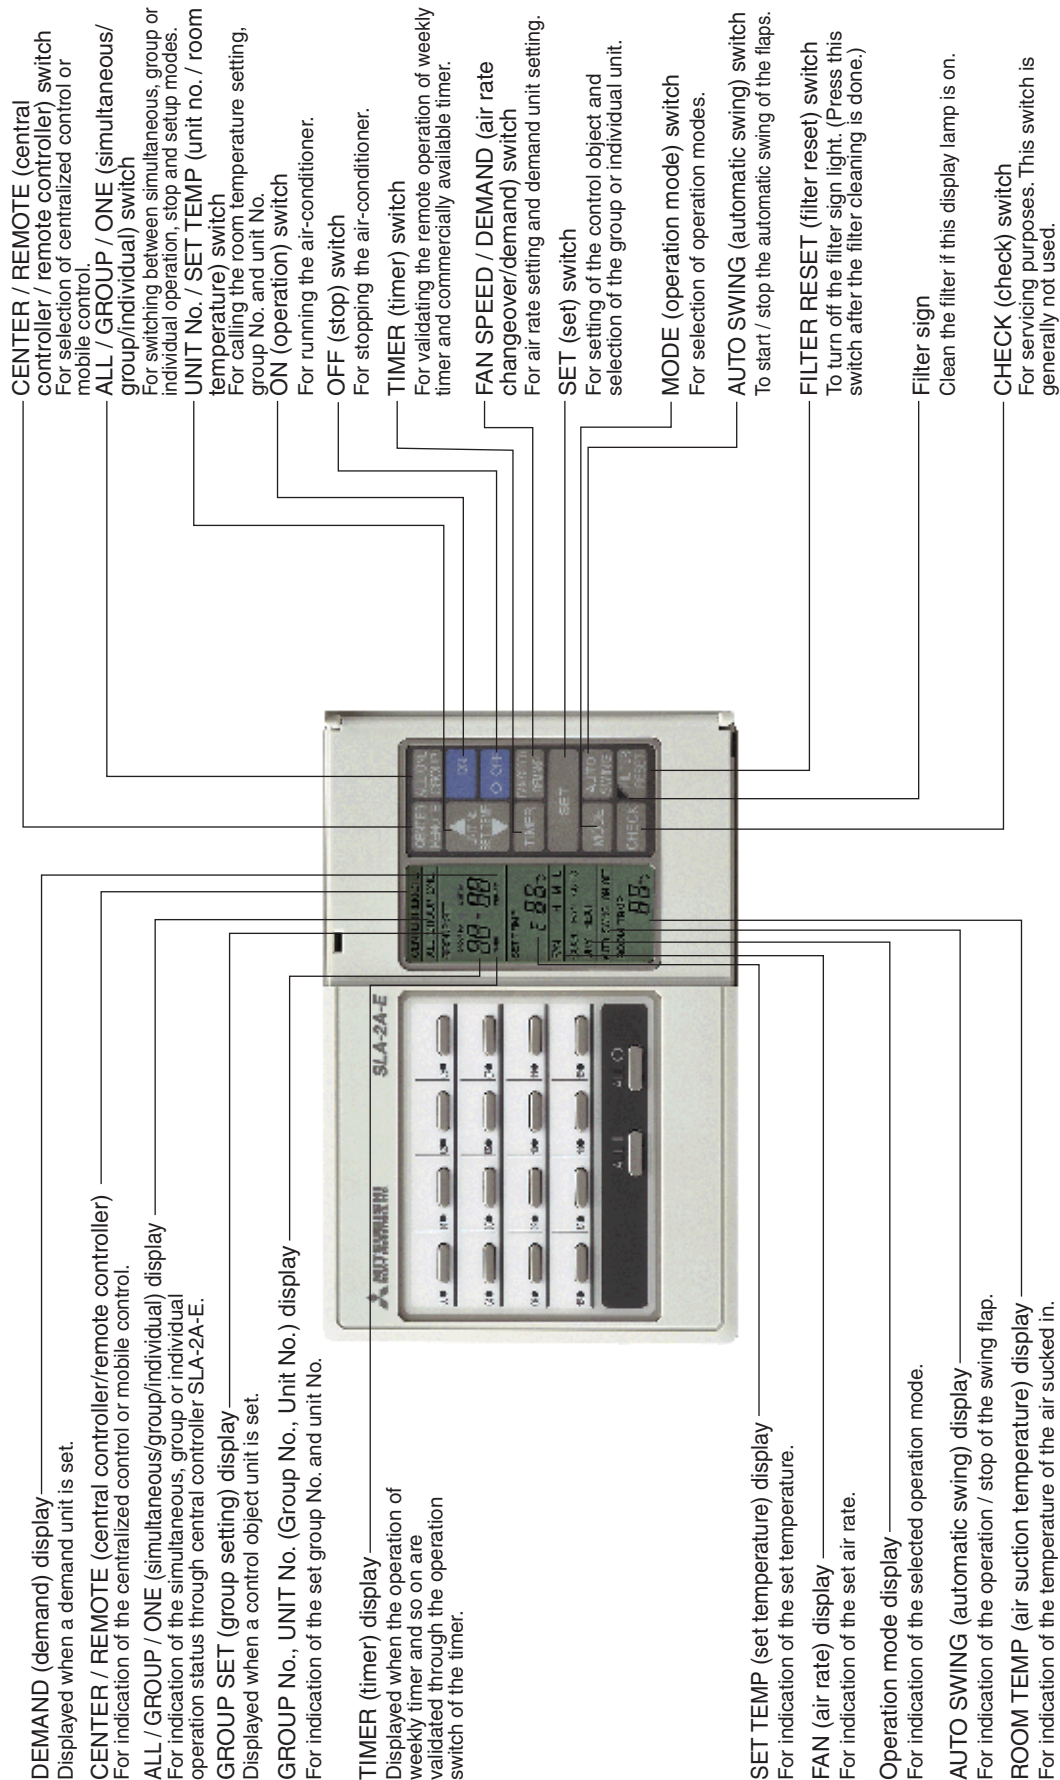 DEMAND (demand) display
Displayed when a demand unit is set.
CENTER / REMOTE (central controller/remote controller)
For indication of the centralized control or mobile control.
ALL / GROUP / ONE (simultaneous/group/individual) display
For indication of the simultaneous, group or individual
operation status through central controller SLA-2A-E.
GROUP SET (group setting) display
Displayed when a control object unit is set.
GROUP No., UNIT No. (Group No., Unit No.) display
For indication of the set group No. and unit No.
TIMER (timer) display
Displayed when the operation of
weekly timer and so on are
validated through the operation
switch of the timer.
SET TEMP (set temperature) display
For indication of the set temperature.
FAN (air rate) display
For indication of the set air rate.
Operation mode display
For indication of the selected operation mode.
AUTO SWING (automatic swing) display
For indication of the operation / stop of the swing flap.
ROOM TEMP (air suction temperature) display
For indication of the temperature of the air sucked in.
MITSUBISHI
SLA-2A-E
CENTER
REMOTE
ON
OFF
TIMER
SET
MODE
AUTO
SWING
CHECK
RESET
CENTER / REMOTE (central
controller / remote controller) switch
For selection of centralized control or
mobile control.
ALL / GROUP / ONE (simultaneous/
group/individual) switch
For switching between simultaneous, group or
individual operation, stop and setup modes.
UNIT No. / SET TEMP (unit no. / room
temperature) switch
For calling the room temperature setting,
group No. and unit No.
ON (operation) switch
For running the air-conditioner.
OFF (stop) switch
For stopping the air-conditioner.
TIMER (timer) switch
For validating the remote operation of weekly
timer and commercially available timer.
FAN SPEED / DEMAND (air rate
changeover/demand) switch
For air rate setting and demand unit setting.
SET (set) switch
For setting of the control object and
selection of the group or individual unit.
MODE (operation mode) switch
For selection of operation modes.
AUTO SWING (automatic swing) switch
To start / stop the automatic swing of the flaps.
FILTER RESET (filter reset) switch
To turn off the filter sign light. (Press this
switch after the filter cleaning is done.)
Filter sign
Clean the filter if this display lamp is on.
CHECK (check) switch
For servicing purposes. This switch is
generally not used.